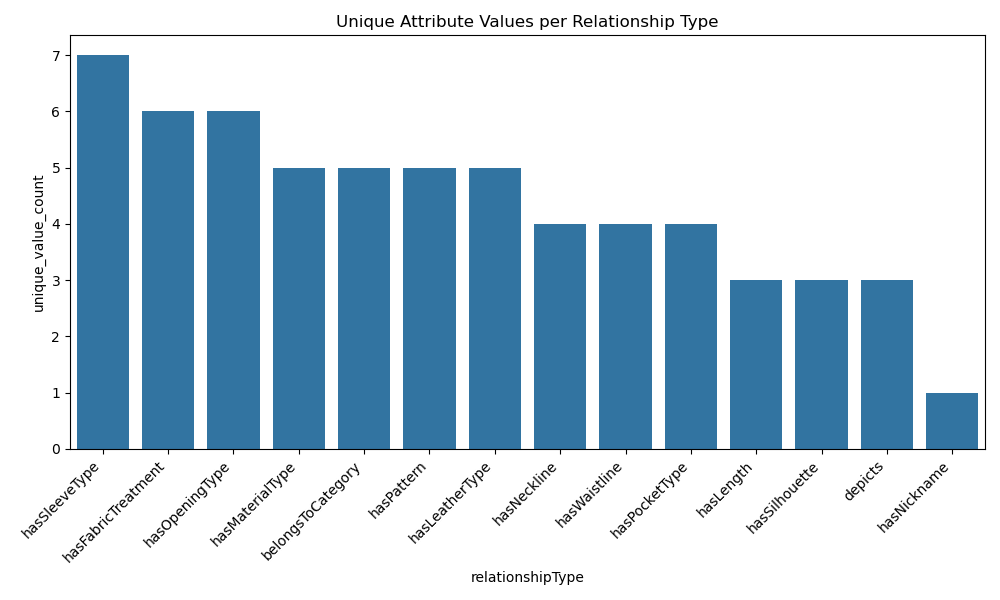 Unique Attribute Values per Relationship Type
unique_value_count
7
6
5
4
3
2
1
0
hasSleeveType
hasFabricTreatment
hasOpeningType
hasMaterialType
belongsToCategory
hasPattern
hasLeatherType
hasNeckline
hasWaistline
hasPocketType
hasLength
hasSilhouette
depicts
hasNickname
relationshipType